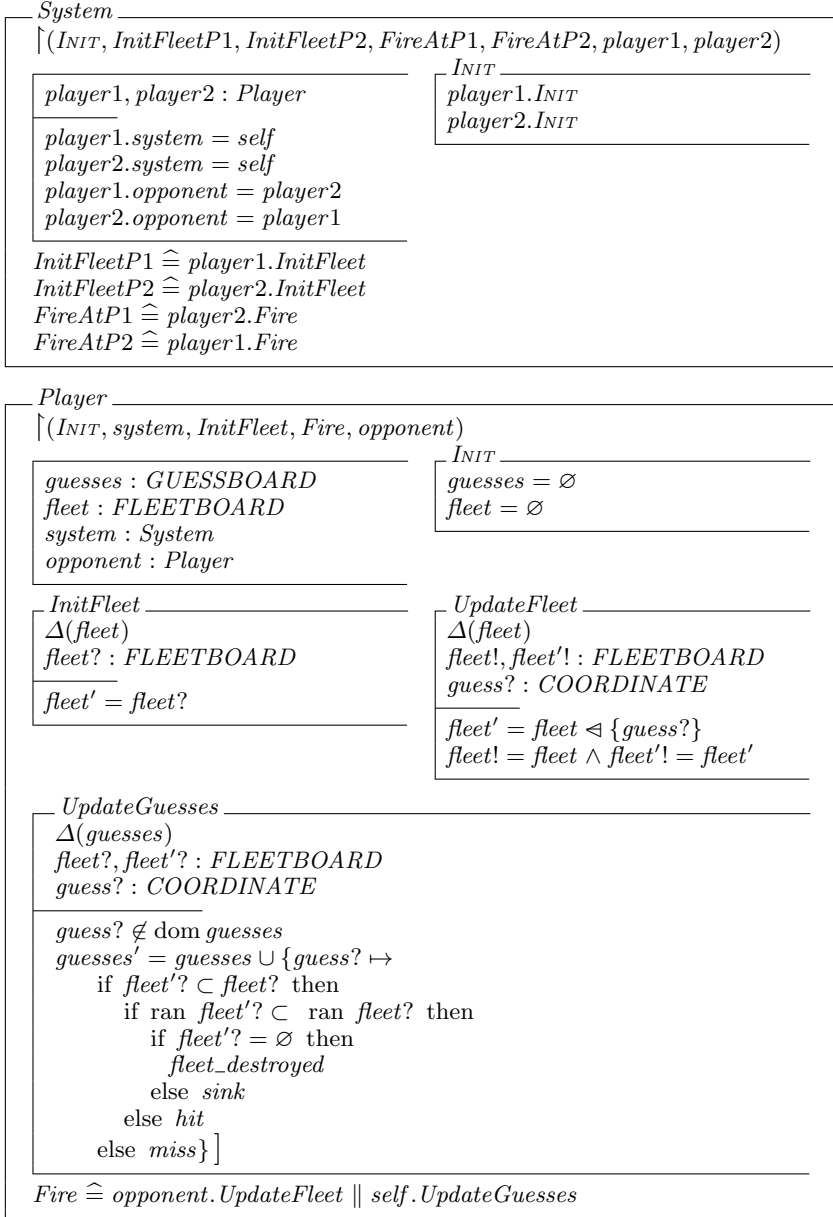 System
↾(INIT, InitFleetP1, InitFleetP2, FireAtP1, FireAtP2, player1, player2)
player1, player2 : Player
player1.system = self
player2.system = self
player1.opponent = player2
player2.opponent = player1
INIT
player1.INIT
player2.INIT
InitFleetP1 ≙ player1.InitFleet
InitFleetP2 ≙ player2.InitFleet
FireAtP1 ≙ player2.Fire
FireAtP2 ≙ player1.Fire
Player
↾(INIT, system, InitFleet, Fire, opponent)
guesses : GUESSBOARD
fleet : FLEETBOARD
system : System
opponent : Player
INIT
guesses = ∅
fleet = ∅
InitFleet
Δ(fleet)
fleet? : FLEETBOARD
fleet′ = fleet?
UpdateFleet
Δ(fleet)
fleet!, fleet′! : FLEETBOARD
guess? : COORDINATE
fleet′ = fleet ⩤ {guess?}
fleet! = fleet ∧ fleet′! = fleet′
UpdateGuesses
Δ(guesses)
fleet?, fleet′? : FLEETBOARD
guess? : COORDINATE
guess? ∉ dom guesses
guesses′ = guesses ∪ {guess? ↦
if fleet′? ⊂ fleet? then
if ran fleet′? ⊂ ran fleet? then
if fleet′? = ∅ then
fleet_destroyed
else sink
else hit
else miss}]
Fire ≙ opponent.UpdateFleet ∥ self.UpdateGuesses